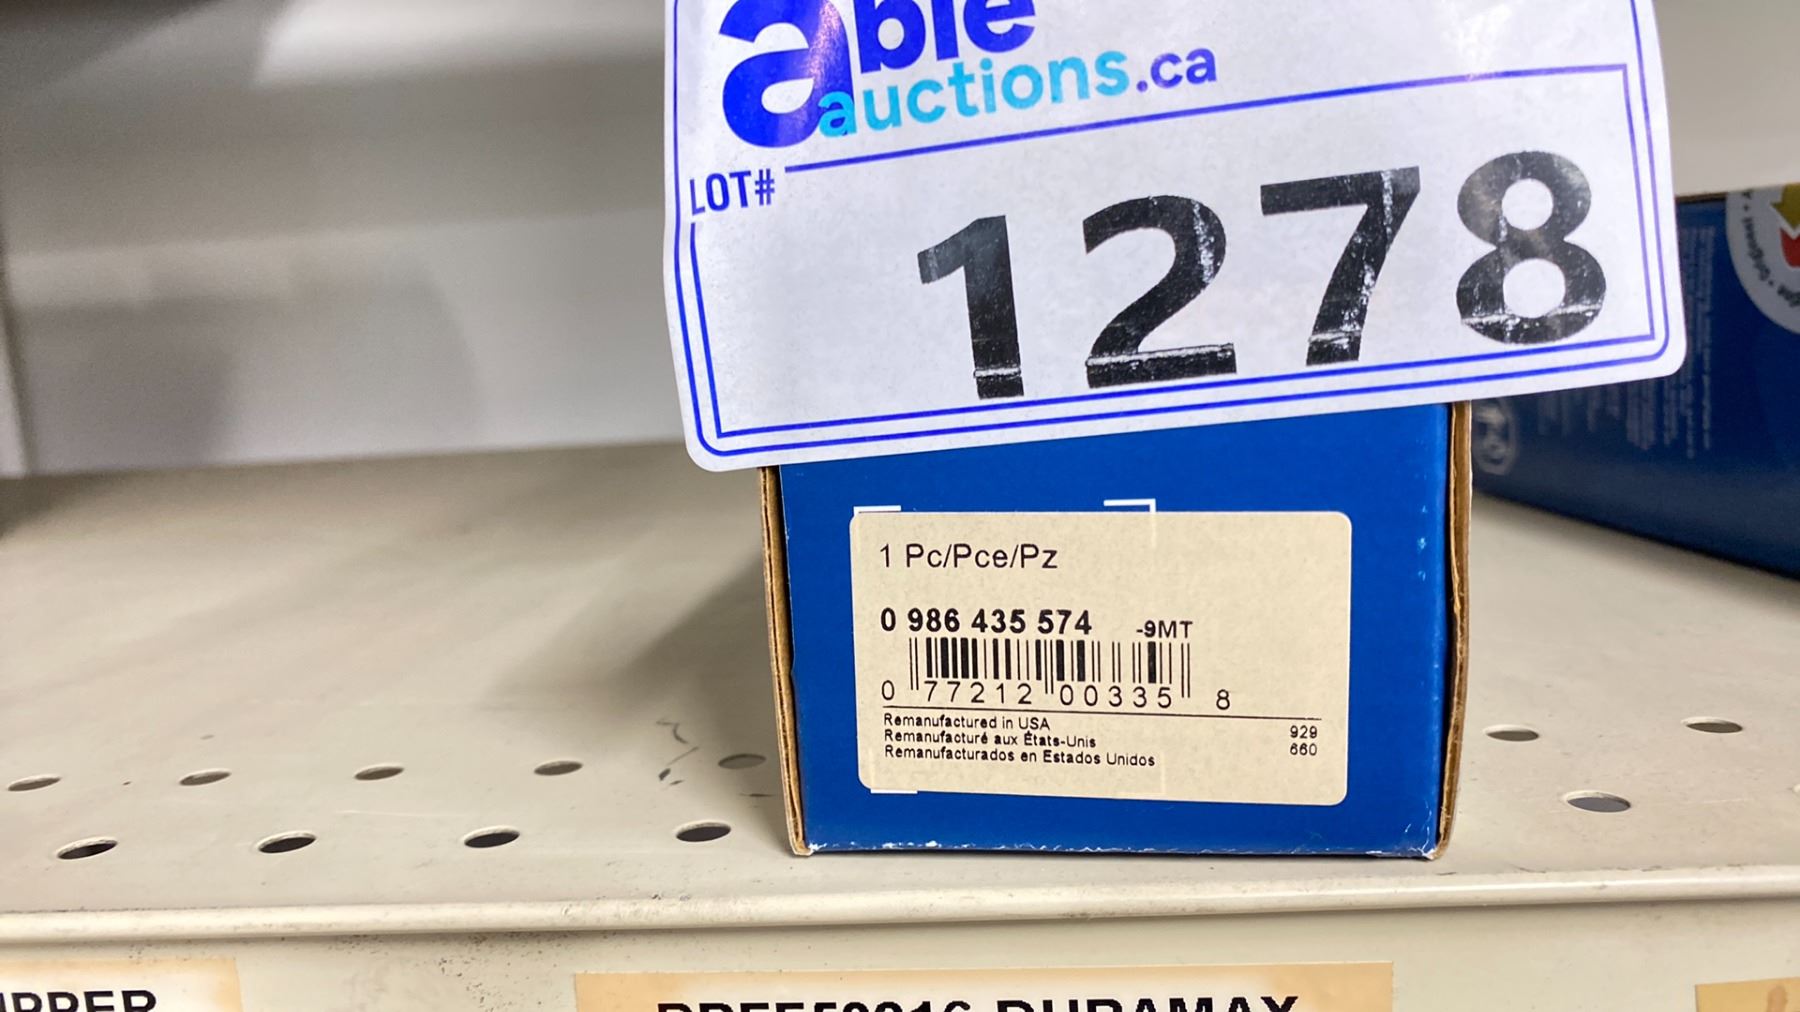 able
auctions.ca
LOT#
1278
1 Pc/Pce/Pz
0 986 435 574 -9MT
0 77212 00335 8
Remanufactured in USA
Remanufacturé aux États-Unis
Remanufacturados en Estados Unidos
929
660
DURAMAX